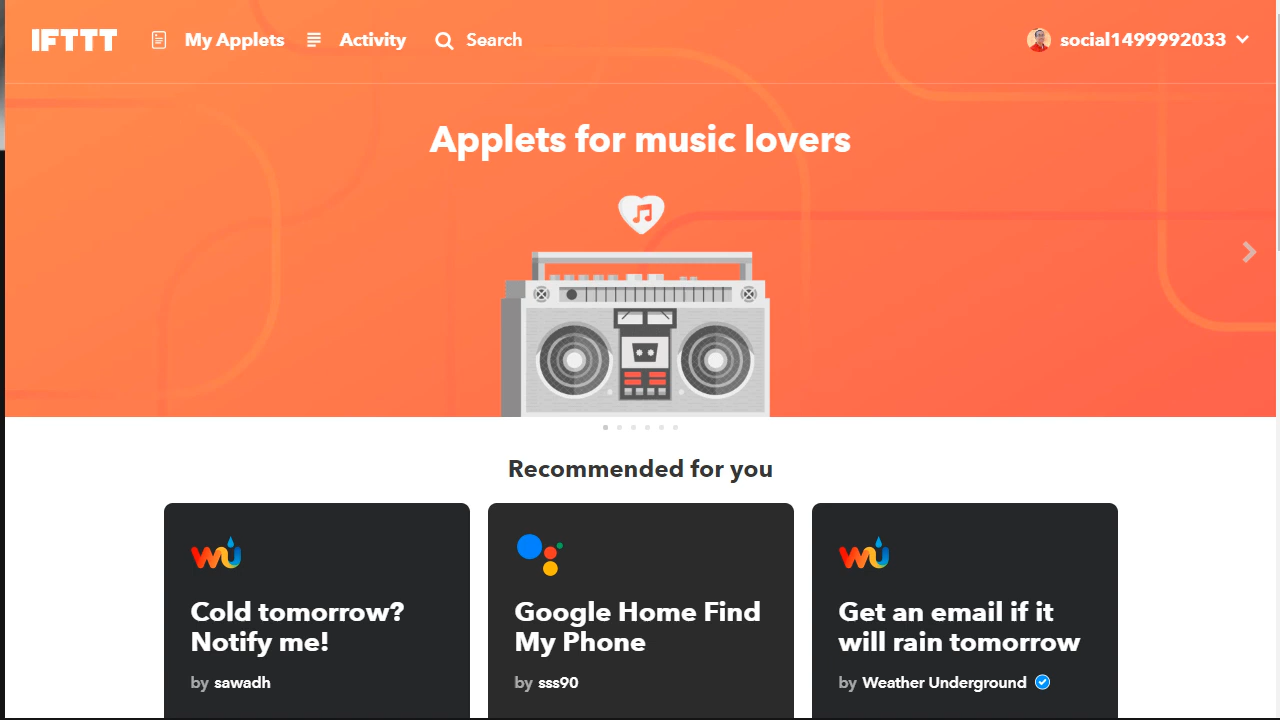 IFTTT My Applets Activity Search social1499992033
Applets for music lovers
Recommended for you
Cold tomorrow?
Notify me!
by sawadh
Google Home Find
My Phone
by sss90
Get an email if it
will rain tomorrow
by Weather Underground